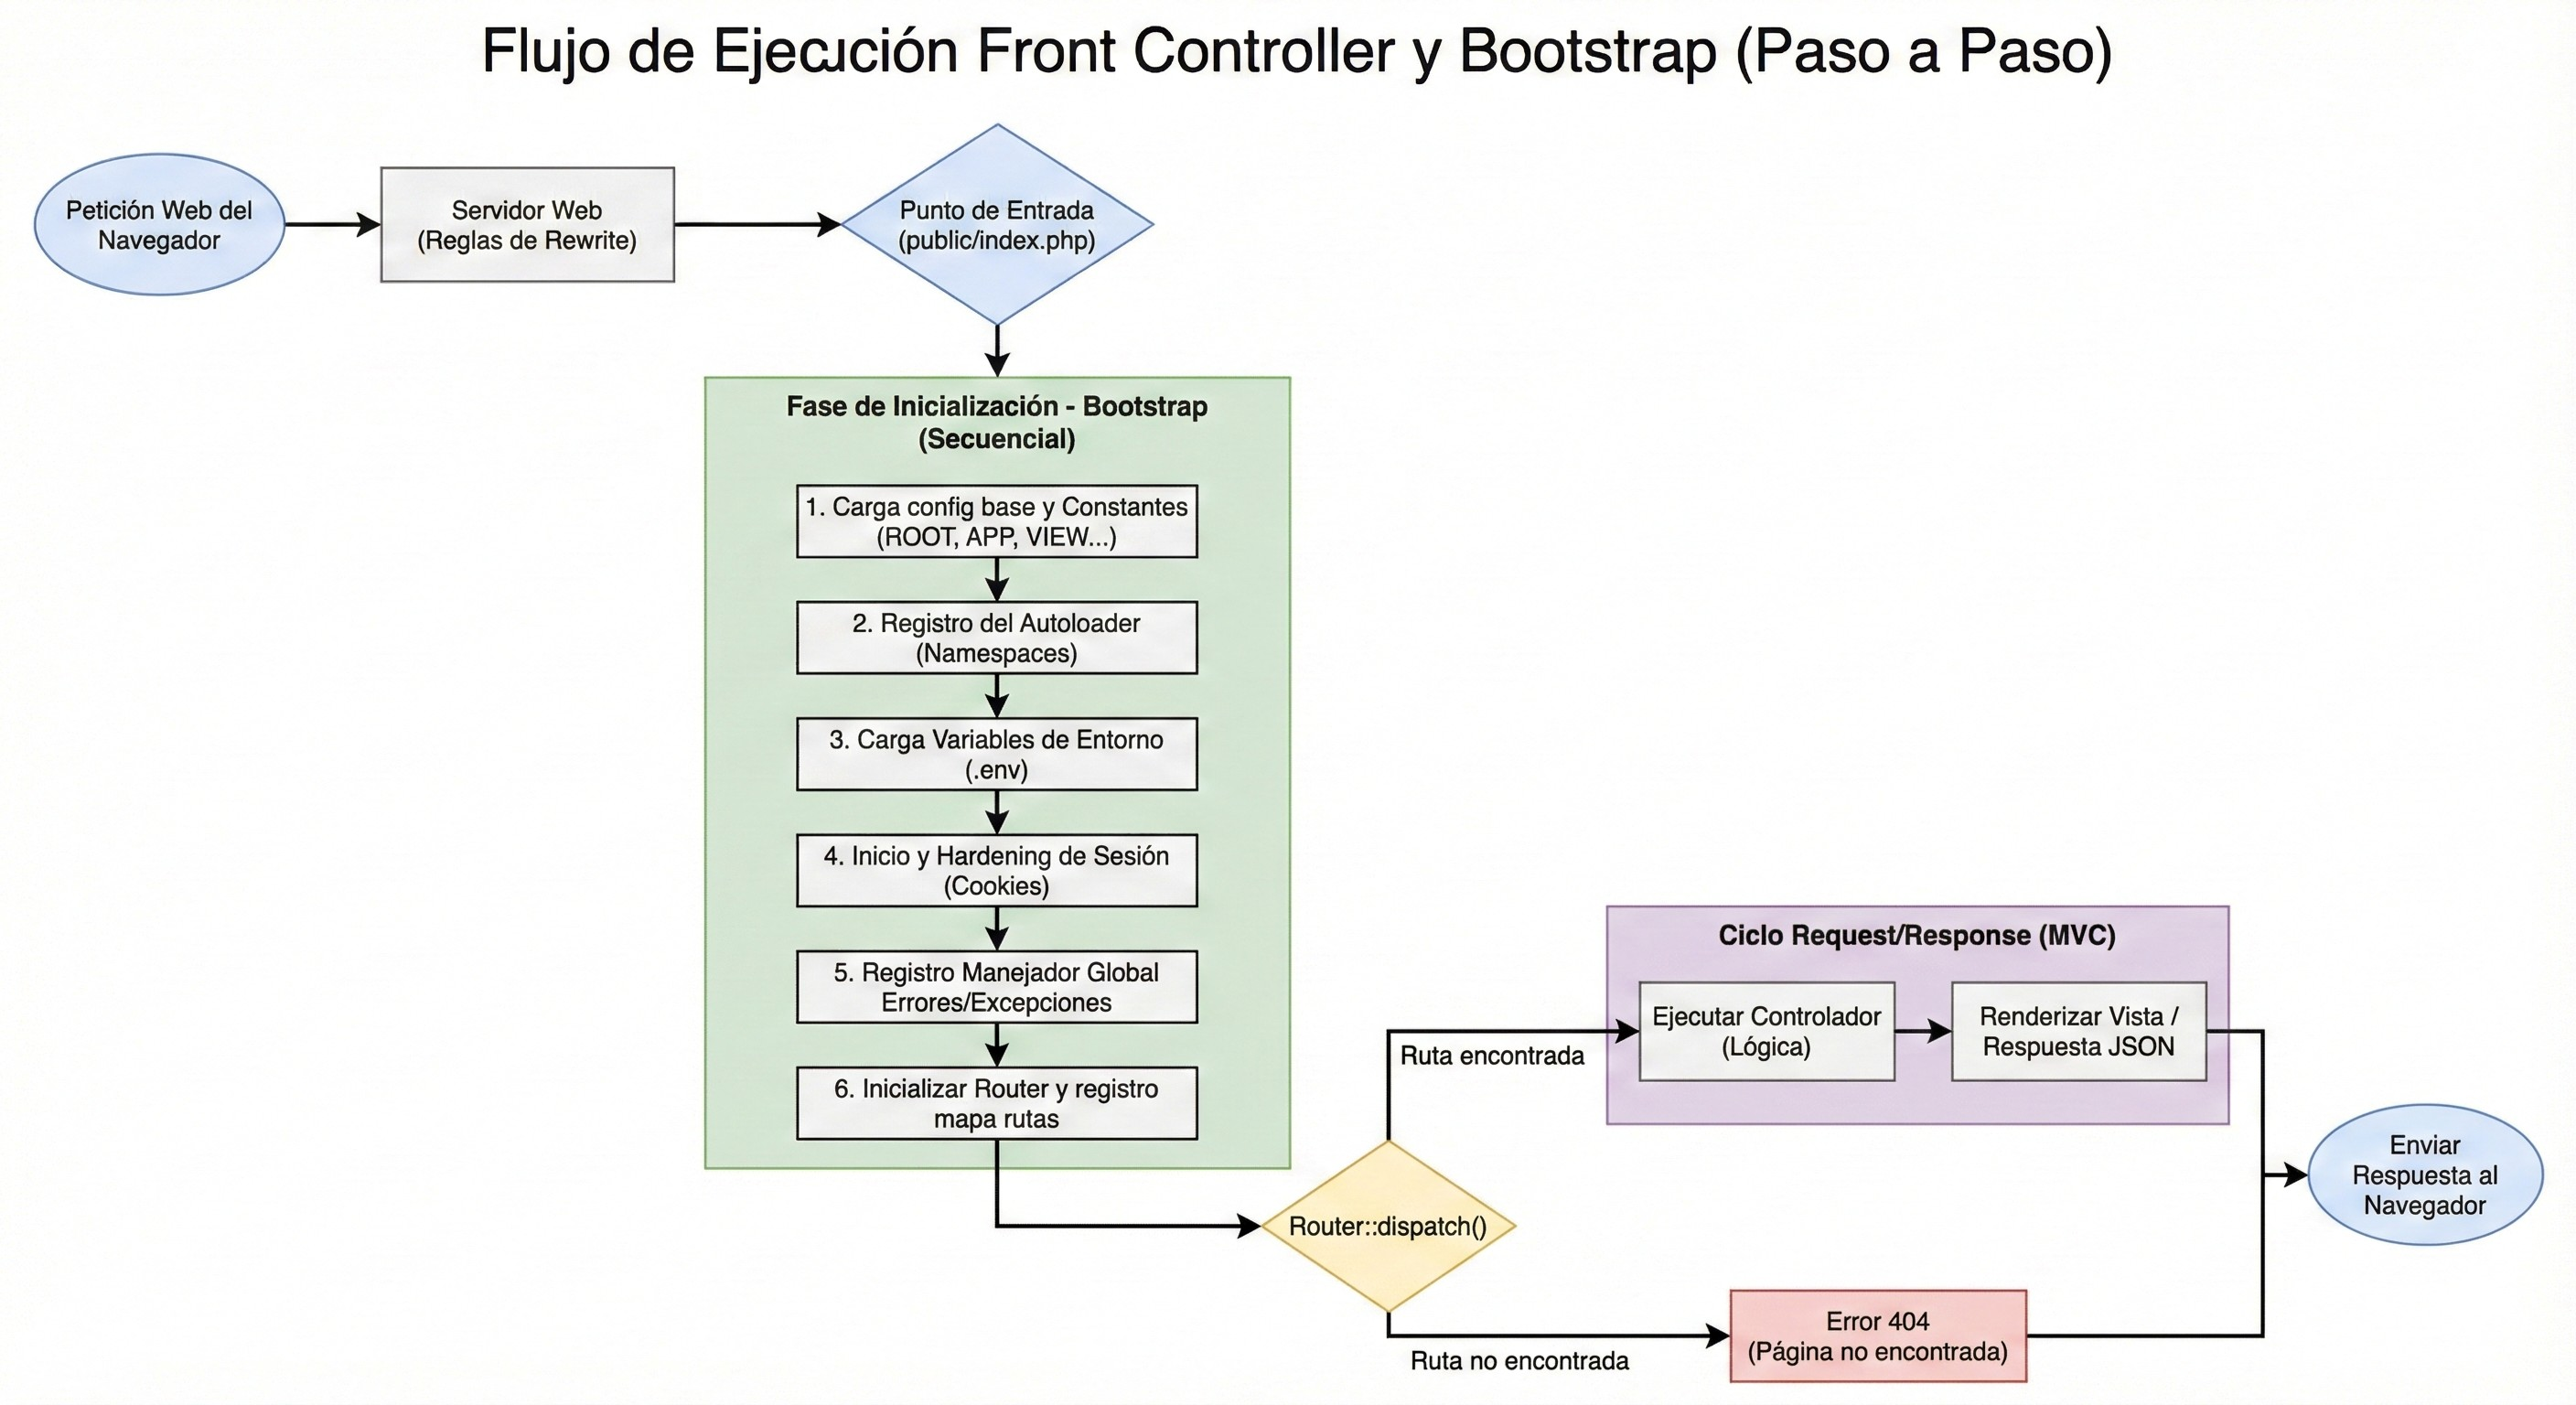 Flujo de Ejecución Front Controller y Bootstrap (Paso a Paso)
Petición Web del
Navegador
Servidor Web
(Reglas de Rewrite)
Punto de Entrada
(public/index.php)
Fase de Inicialización - Bootstrap
(Secuencial)
1. Carga config base y Constantes
(ROOT, APP, VIEW...)
2. Registro del Autoloader
(Namespaces)
3. Carga Variables de Entorno
(.env)
4. Inicio y Hardening de Sesión
(Cookies)
5. Registro Manejador Global
Errores/Excepciones
6. Inicializar Router y registro
mapa rutas
Router::dispatch()
Ruta encontrada
Ciclo Request/Response (MVC)
Ejecutar Controlador
(Lógica)
Renderizar Vista /
Respuesta JSON
Ruta no encontrada
Error 404
(Página no encontrada)
Enviar
Respuesta al
Navegador